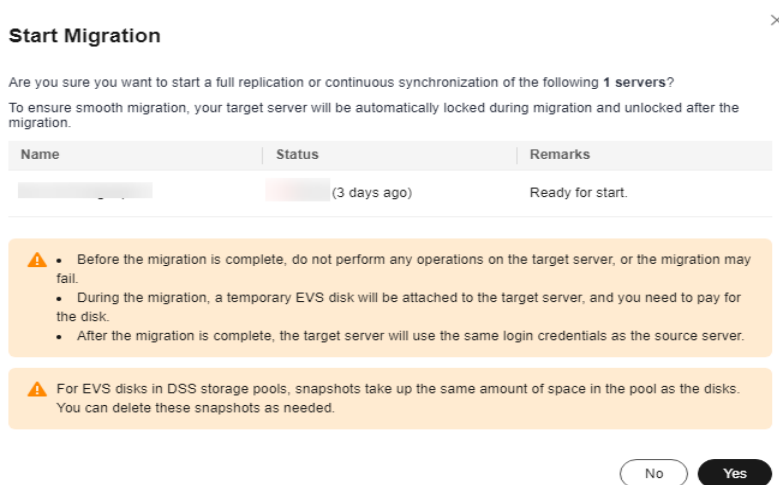 Start Migration
Are you sure you want to start a full replication or continuous synchronization of the following 1 servers?
To ensure smooth migration, your target server will be automatically locked during migration and unlocked after the
migration.
Name Status Remarks
(3 days ago) Ready for start.
• Before the migration is complete, do not perform any operations on the target server, or the migration may
fail.
• During the migration, a temporary EVS disk will be attached to the target server, and you need to pay for
the disk.
• After the migration is complete, the target server will use the same login credentials as the source server.
For EVS disks in DSS storage pools, snapshots take up the same amount of space in the pool as the disks.
You can delete these snapshots as needed.
No Yes